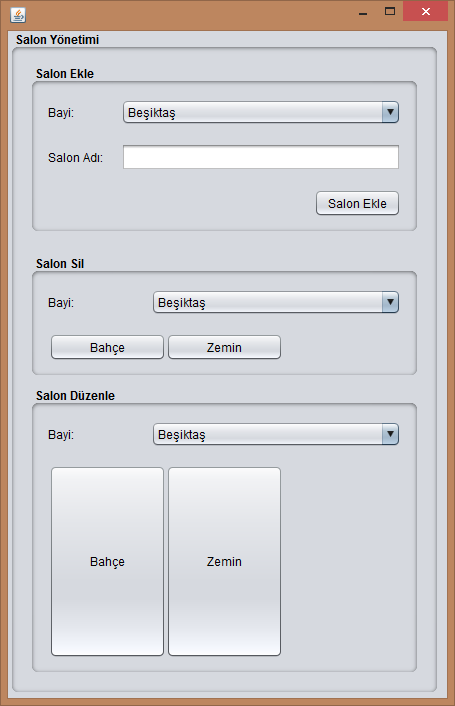 Salon Yönetimi
Salon Ekle
Bayi: Beşiktaş
Salon Adı:
Salon Ekle
Salon Sil
Bayi: Beşiktaş
Bahçe Zemin
Salon Düzenle
Bayi: Beşiktaş
Bahçe Zemin